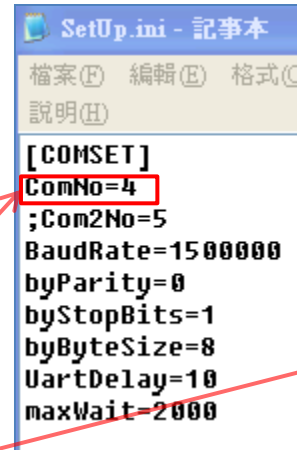 SetUp.ini - 記事本
檔案(F) 編輯(E) 格式(O
說明(H)
[COMSET]
ComNo=4
;Com2No=5
BaudRate=1500000
byParity=0
byStopBits=1
byByteSize=8
UartDelay=10
maxWait=2000